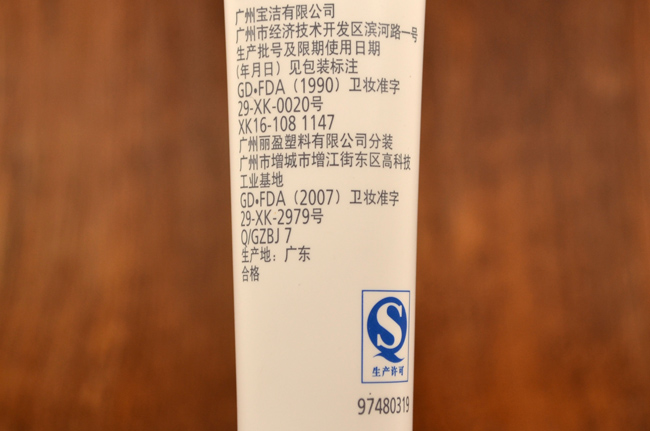 广州宝洁有限公司
广州市经济技术开发区滨河路一号
生产批号及限期使用日期
(年月日) 见包装标注
GD•FDA (1990) 卫妆准字
29-XK-0020号
XK16-108 1147
广州丽盈塑料有限公司分装
广州市增城市增江街东区高科技
工业基地
GD•FDA (2007) 卫妆准字
29-XK-2979号
Q/GZBJ 7
生产地: 广东
合格
QS
生产许可
97480319